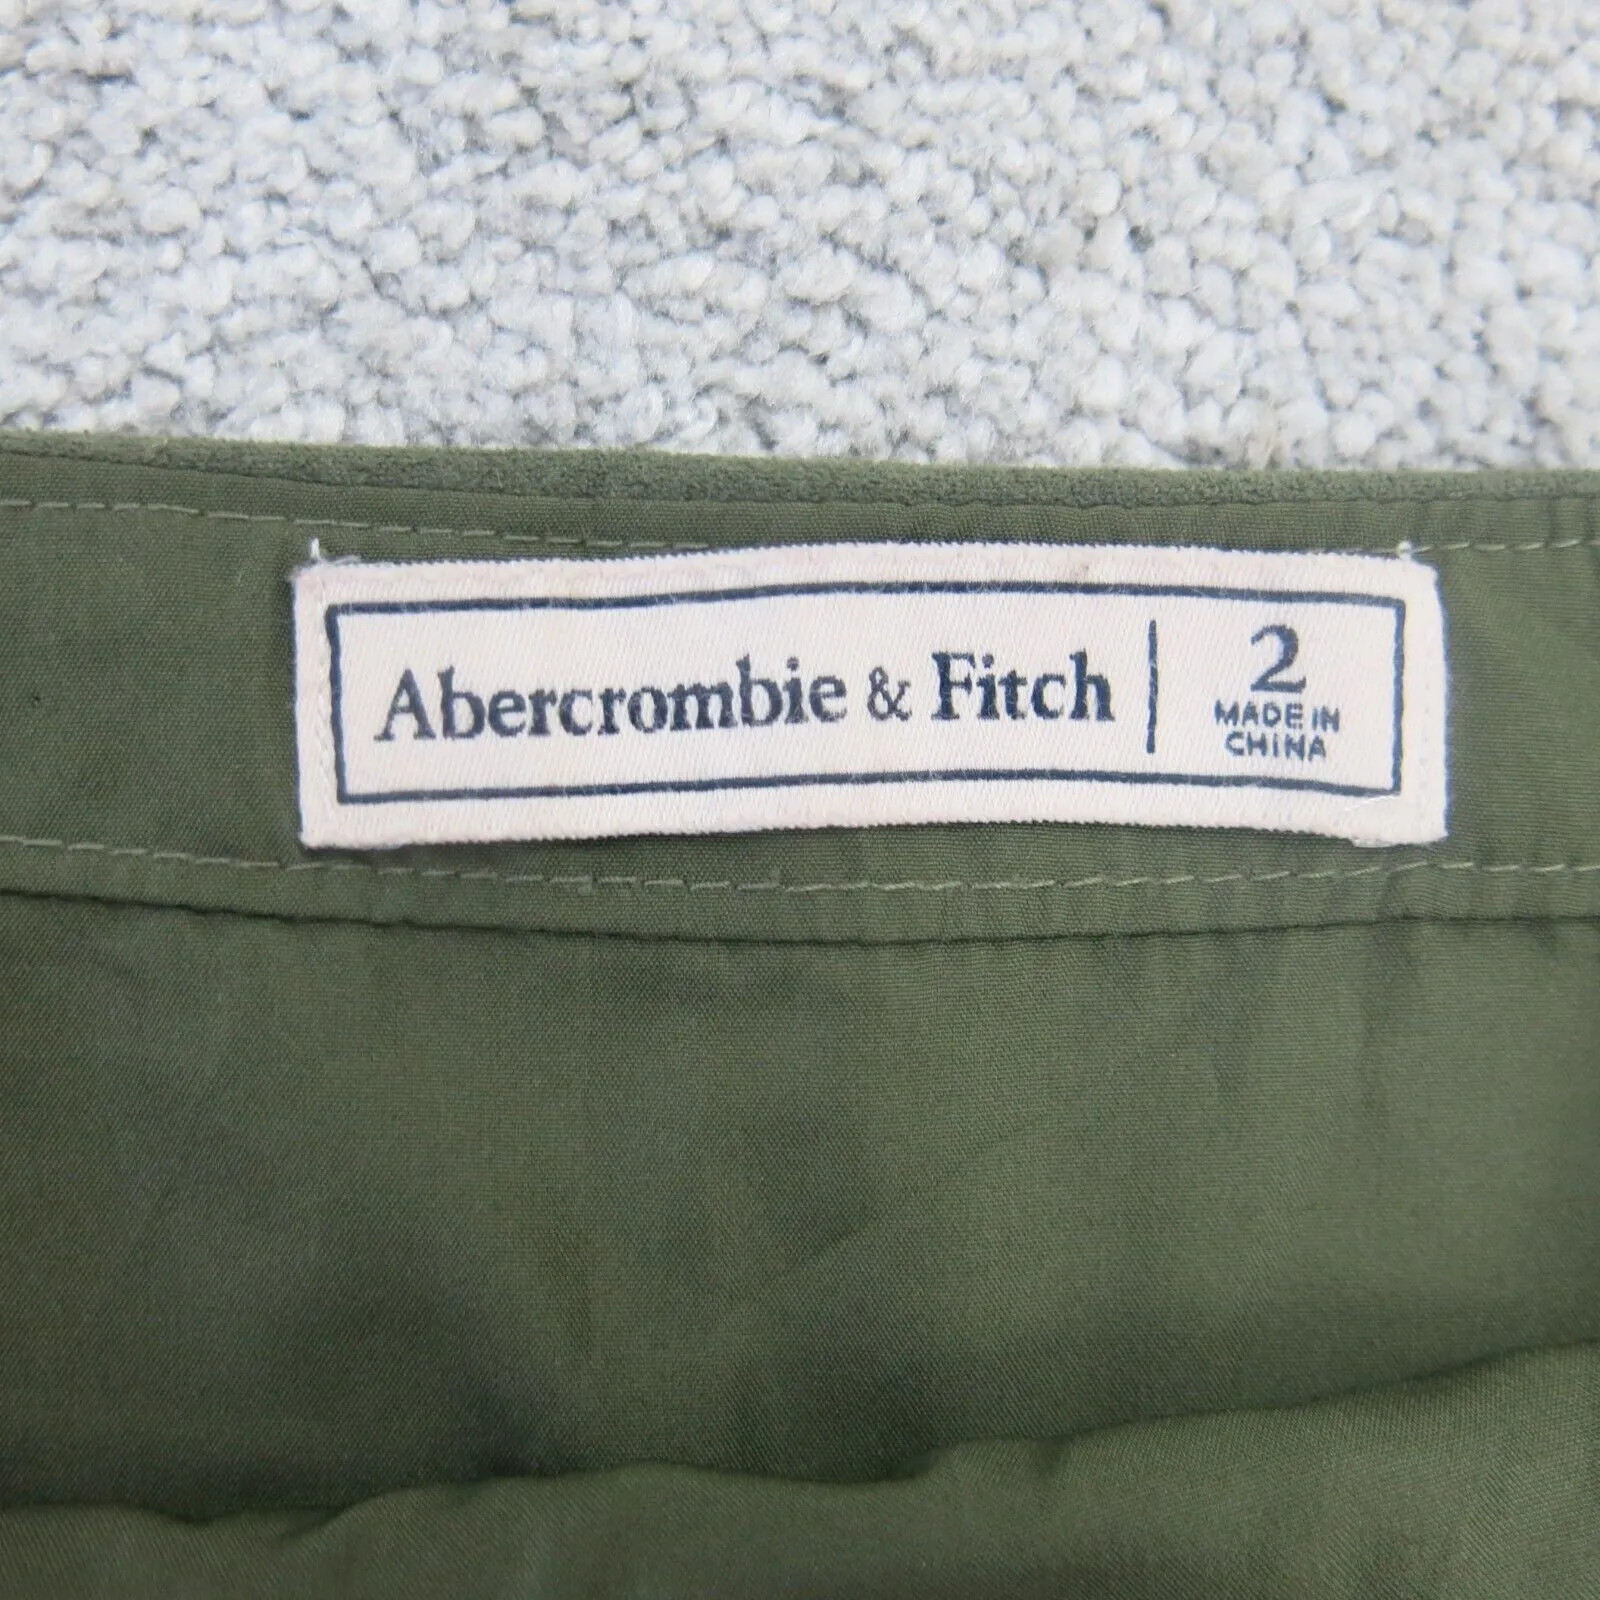 Abercrombie & Fitch
2
MADE IN
CHINA